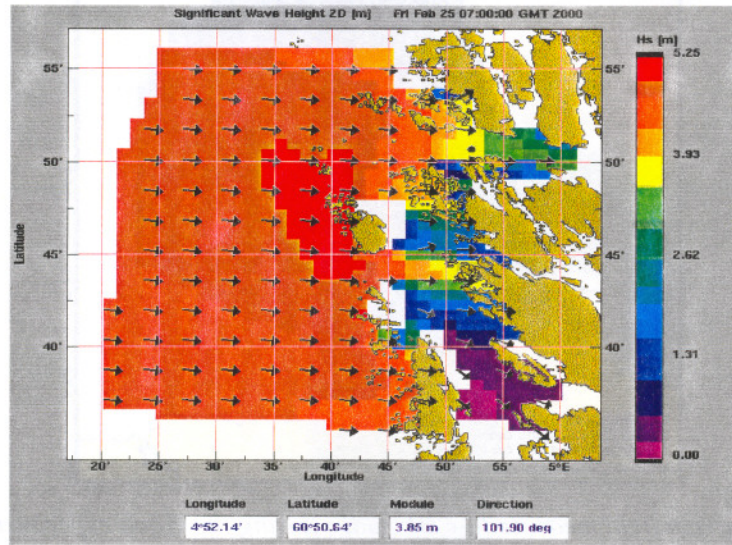 Significant Wave Height 2D [m] Fri Feb 25 07:00:00 GMT 2000
Hs [m]
5.25
3.93
2.62
1.31
0.00
55' 55'
50' 50'
45' 45'
40' 40'
Latitude
20' 25' 30' 35' 40' 45' 50' 55' 5°E
Longitude
Longitude Latitude Module Direction
4°52.14' 60°50.64' 3.85 m 101.90 deg